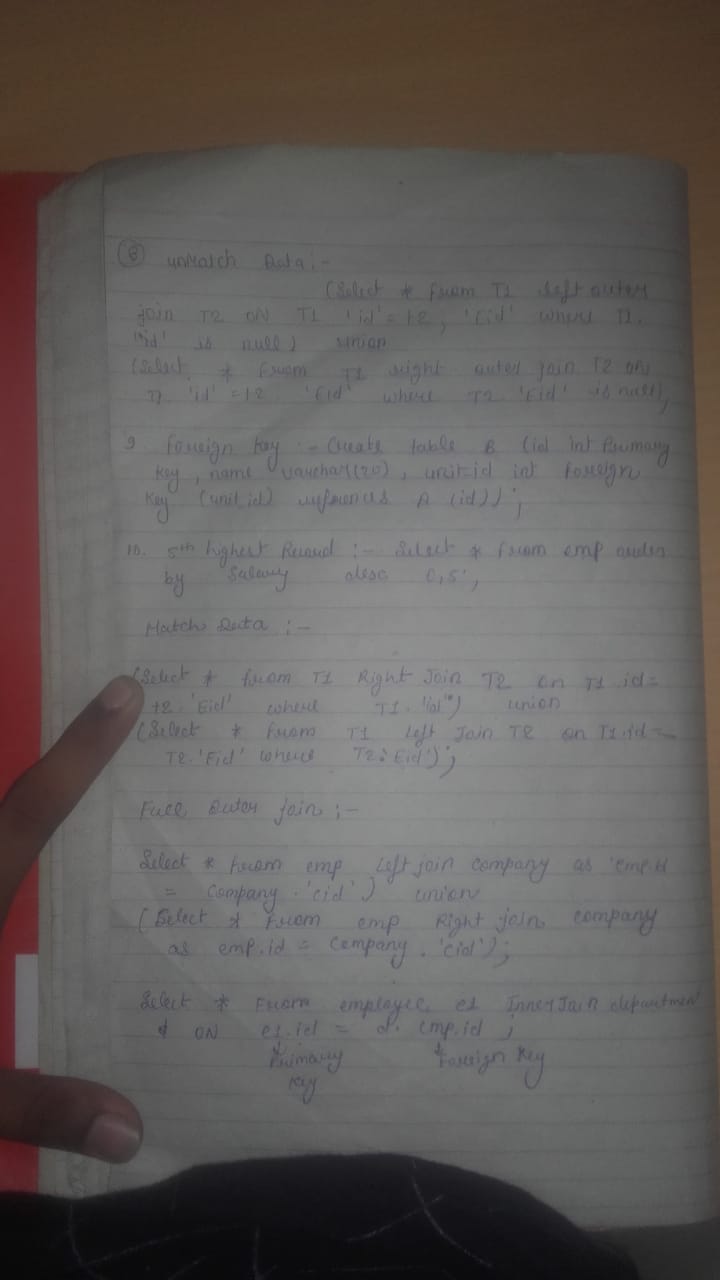 ⑧ unMatch Data :-
(Select * from T1 left outer
join T2 ON T1 'id' = t2, 'Eid' where T1.
'id' is null) union
(Select * from T1 right outer join T2 on
'id' = t2 'Eid' where T2 'Eid' is null);
9 foreign key :- Create table B (id int Primary
key, name varchar(20), unit-id int foreign
key (unit_id) references A (id));
10. 5th highest Record :- Select * from emp order
by Salary desc 0,5;
Match Data :-
(Select * from T1 Right Join T2 on T1.id=
t2.'Eid' where T1.'id') union
(Select * from T1 left Join T2 on T1.id=
T2.'Eid' where T2.'Eid');
Full Outer join :-
Select * from emp left join company as 'emp.id
= Company.'cid') union
(Select * from emp Right join company
as emp.id = Company.'cid');
Select * From employee e1 Inner Join department
d ON e1.id = d. emp.id ;
Primary Foreign Key
key